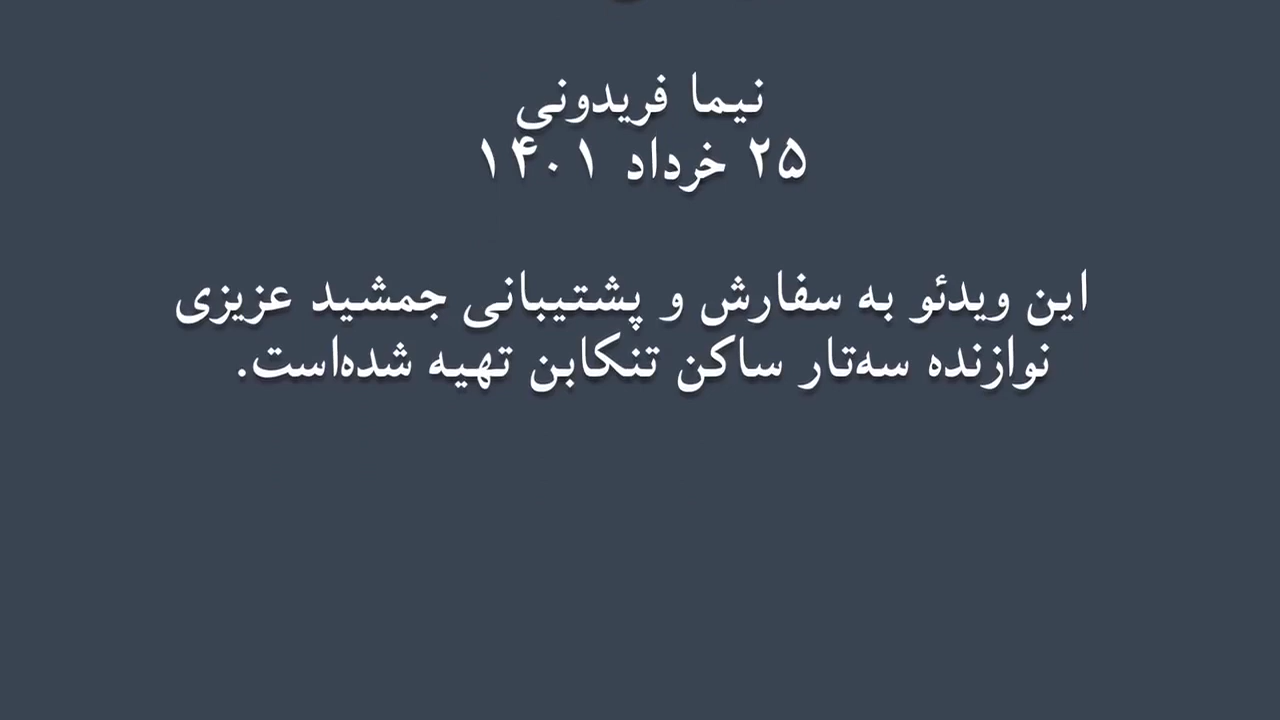 نیما فریدونی
۲۵ خرداد ۱۴۰۱
این ویدئو به سفارش و پشتیبانی جمشید عزیزی
نوازنده سه‌تار ساکن تنکابن تهیه شده‌است.